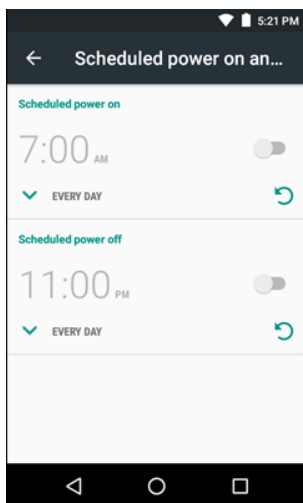 5:21 PM
Scheduled power on an...
Scheduled power on
7:00 AM
EVERY DAY
Scheduled power off
11:00 PM
EVERY DAY